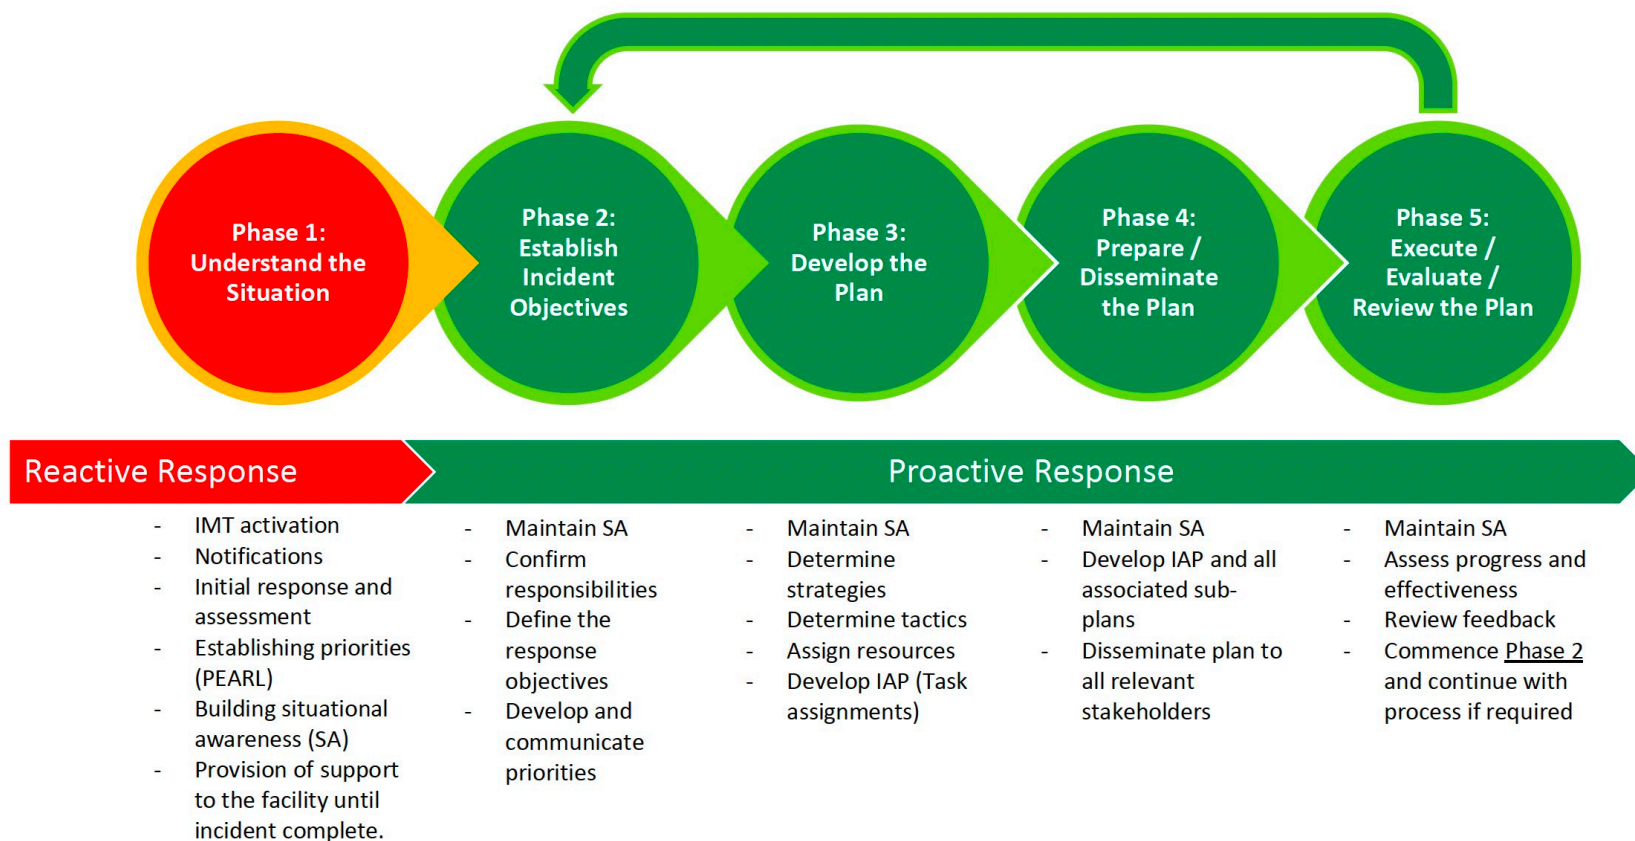 Phase 1:
Understand the
Situation
Phase 2:
Establish
Incident
Objectives
Phase 3:
Develop the
Plan
Phase 4:
Prepare /
Disseminate
the Plan
Phase 5:
Execute /
Evaluate /
Review the Plan
Reactive Response
Proactive Response
- IMT activation
- Notifications
- Initial response and
assessment
- Establishing priorities
(PEARL)
- Building situational
awareness (SA)
- Provision of support
to the facility until
incident complete.
- Maintain SA
- Confirm
responsibilities
- Define the
response
objectives
- Develop and
communicate
priorities
- Maintain SA
- Determine
strategies
- Determine tactics
- Assign resources
- Develop IAP (Task
assignments)
- Maintain SA
- Develop IAP and all
associated sub-
plans
- Disseminate plan to
all relevant
stakeholders
- Maintain SA
- Assess progress and
effectiveness
- Review feedback
- Commence Phase 2
and continue with
process if required